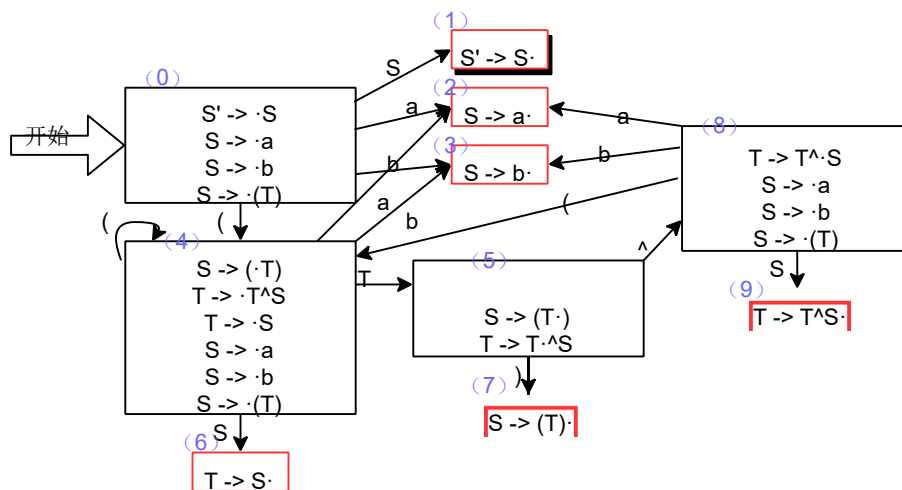 （1）
S' -> S·
S
（0）
（2）
S' -> ·S
S -> ·a
S -> ·b
S -> ·(T)
开始
a
S -> a·
（3）
b
S -> b·
a
b
a
（8）
b
T -> T^·S
S -> ·a
S -> ·b
S -> ·(T)
(
(
(
（4）
S -> (·T)
T -> ·T^S
T -> ·S
S -> ·a
S -> ·b
S -> ·(T)
T
（5）
^
S -> (T·)
T -> T·^S
S
（9）
T -> T^S·
)
（7）
S -> (T)·
S
（6）
T -> S·